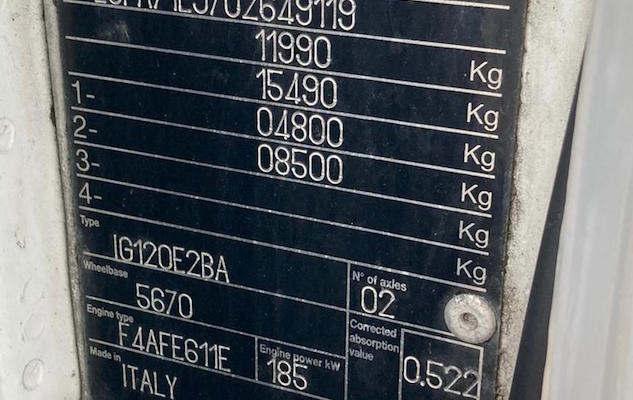 11990 Kg
1- 15490 Kg
2- 04800 Kg
3- 08500 Kg
4- Kg
Kg
Type
IG120E2BA
Wheelbase
5670
N° of axles
02
Engine type
F4AFE611E
Engine power kW
185
Corrected absorption value
0.522
Made in
ITALY